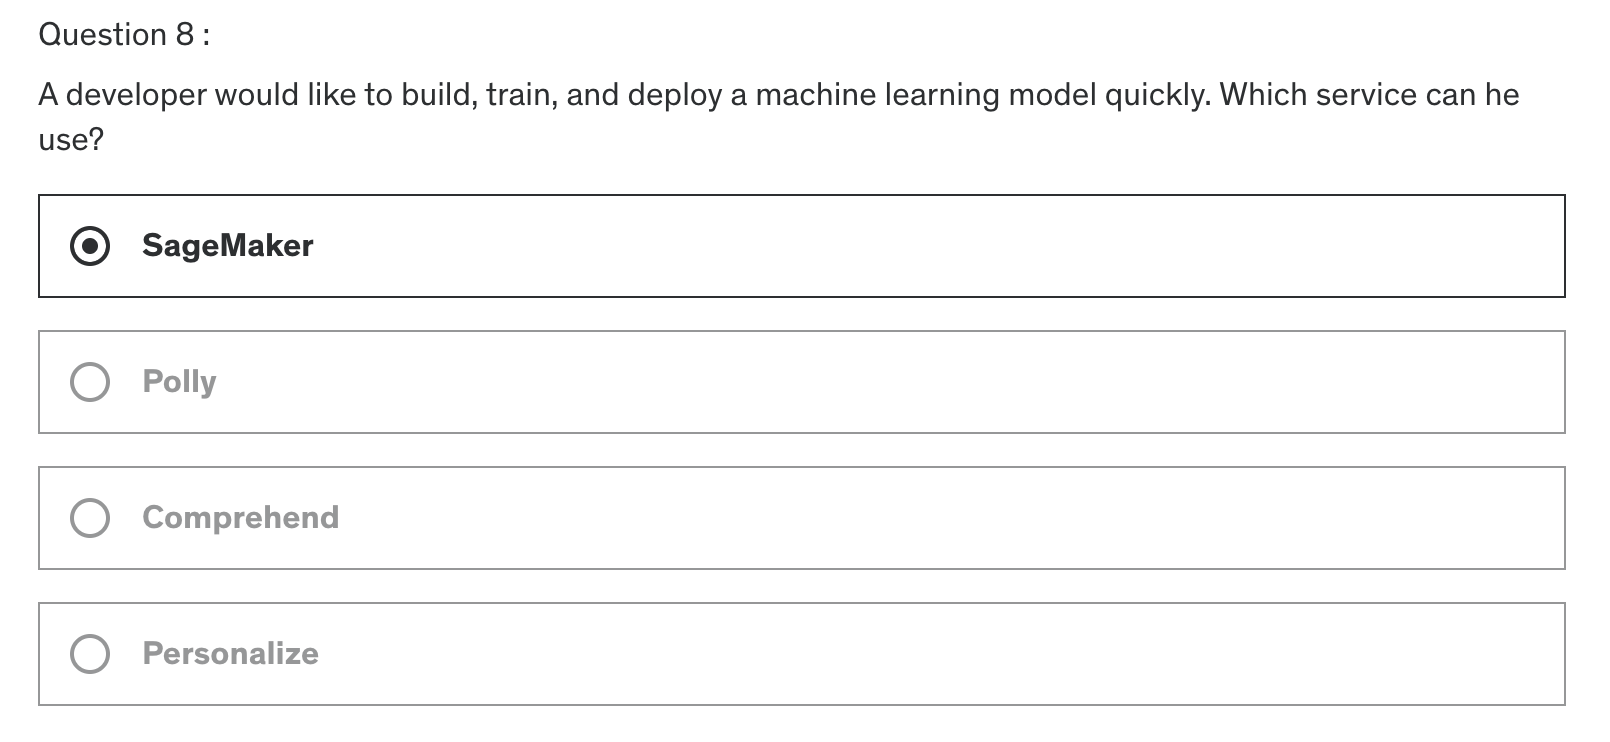 Question 8 :
A developer would like to build, train, and deploy a machine learning model quickly. Which service can he
use?
SageMaker
Polly
Comprehend
Personalize